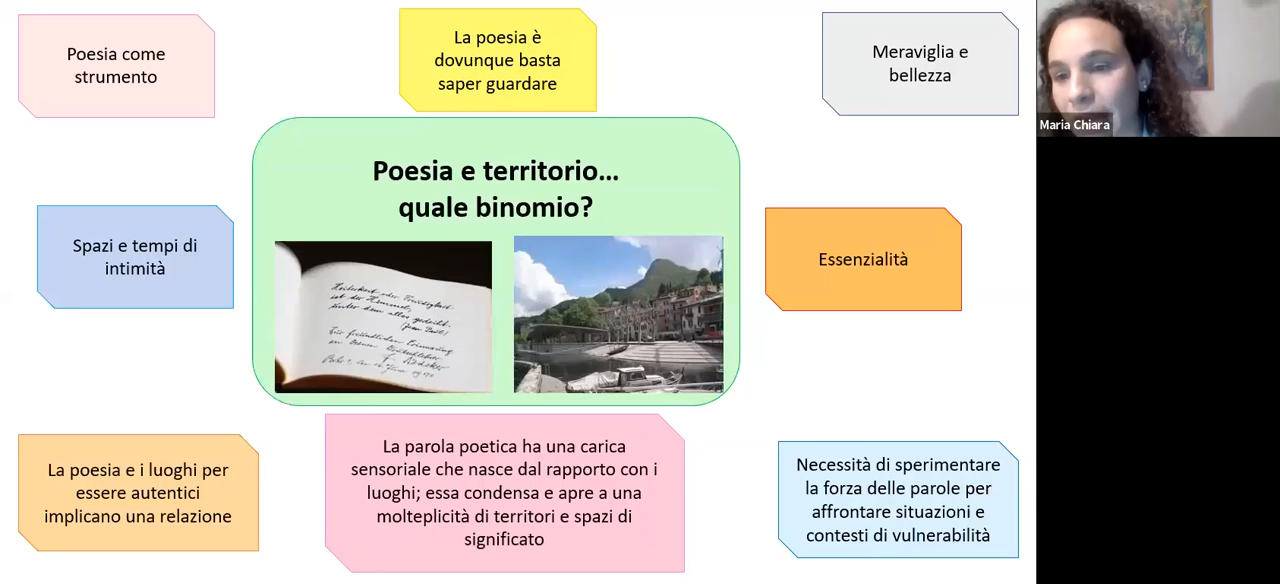 Poesia come
strumento
La poesia è
dovunque basta
saper guardare
Meraviglia e
bellezza
Maria Chiara
Poesia e territorio...
quale binomio?
Spazi e tempi di
intimità
Essenzialità
La poesia e i luoghi per
essere autentici
implicano una relazione
La parola poetica ha una carica
sensoriale che nasce dal rapporto con i
luoghi; essa condensa e apre a una
molteplicità di territori e spazi di
significato
Necessità di sperimentare
la forza delle parole per
affrontare situazioni e
contesti di vulnerabilità